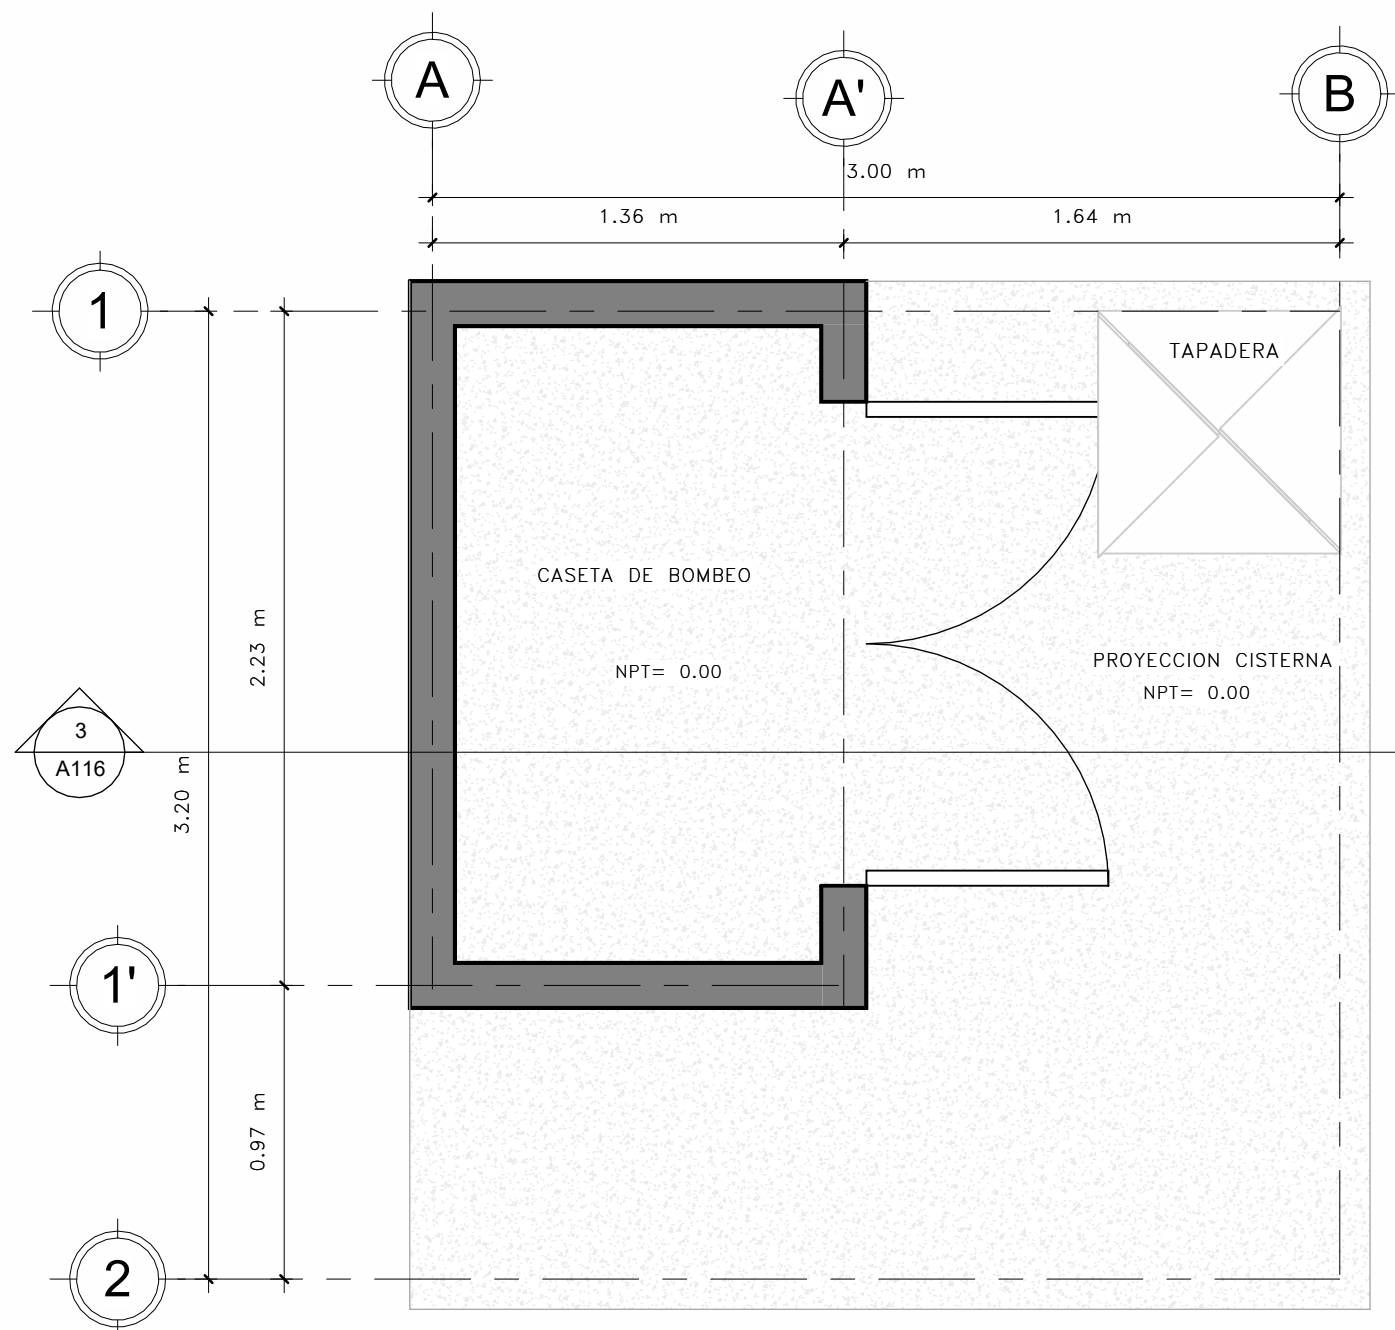 A
A'
B
3.00 m
1.36 m
1.64 m
1
TAPADERA
CASETA DE BOMBEO
2.23 m
PROYECCION CISTERNA
NPT= 0.00
NPT= 0.00
3
A116
3.20 m
1'
0.97 m
2